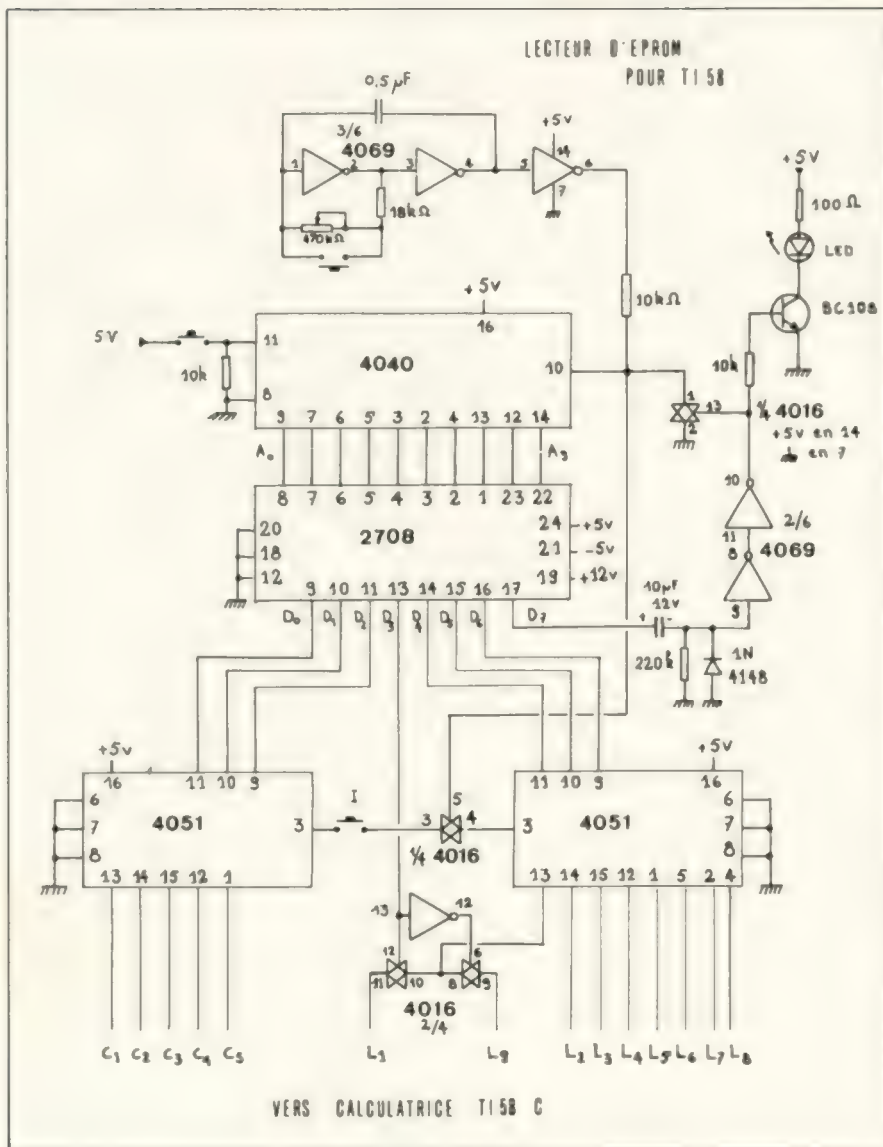 LECTEUR D'EPROM
POUR TI 58
0,5 µF
3/6
4069
1 2 3 4 5 6
+5V
14
7
18kΩ
470kΩ
+5V
100Ω
LED
BC108
10kΩ
10k
+5V
16
5V
11
4040
10
10k
8
9 7 6 5 3 2 4 13 12 14
1
13
2
1/4 4016
+5V en 14
en 7
A0 A9
8 7 6 5 4 3 2 1 23 22
20
18
12
2708
24 +5V
21 -5V
19 +12V
9 10 11 13 14 15 16 17
D0 D1 D2 D3 D4 D5 D6 D7
10
2/6
11
8
4069
9
10µF
12V
+ -
220k
1N
4148
+5V
16 11 10 9
6
7
8
4051
3
I
3 5 4
1/4 4016
13 14 15 12 1
+5V
11 10 9 16
3
4051
6
7
8
13 14 15 12 1 5 2 4
13 12
12 6
11 10 8 9
4016
2/4
C1 C2 C3 C4 C5
L1 L9
L2 L3 L4 L5 L6 L7 L8
VERS CALCULATRICE TI 58 C